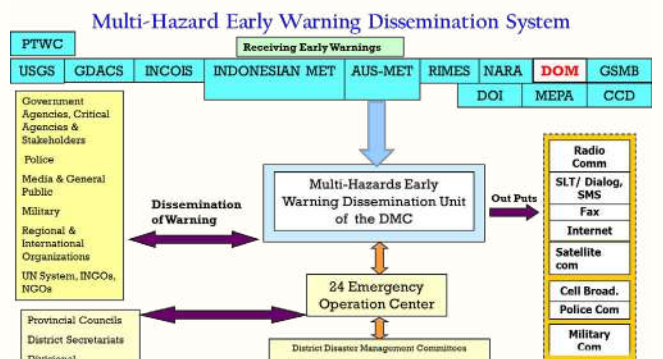 Multi-Hazard Early Warning Dissemination System
PTWC
Receiving Early Warnings
USGS
GDACS
INCOIS
INDONESIAN MET
AUS-MET
RIMES
NARA
DOM
GSMB
DOI
MEPA
CCD
Government
Agencies, Critical
Agencies &
Stakeholders
Police
Media & General
Public
Military
Regional &
International
Organizations
UN System, INGOs,
NGOs
Dissemination
of Warning
Multi-Hazards Early
Warning Dissemination Unit
of the DMC
Out Puts
Radio
Comm
SLT/ Dialog,
SMS
Fax
Internet
Satellite
com
Cell Broad.
Police Com
Military
Com
24 Emergency
Operation Center
Provincial Councils
District Secretariats
Divisional
District Disaster Management Committees